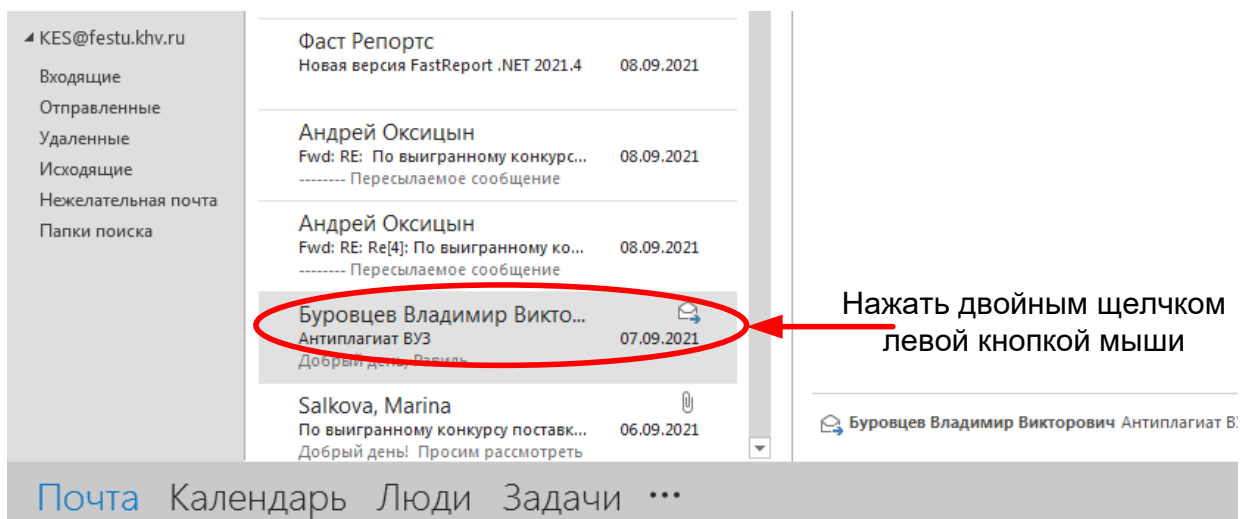 KES@festu.khv.ru
Входящие
Отправленные
Удаленные
Исходящие
Нежелательная почта
Папки поиска
Фаст Репортс
Новая версия FastReport .NET 2021.4 08.09.2021
Андрей Оксицын
Fwd: RE: По выигранному конкурс... 08.09.2021
-------- Пересылаемое сообщение
Андрей Оксицын
Fwd: RE: Re[4]: По выигранному ко... 08.09.2021
-------- Пересылаемое сообщение
Буровцев Владимир Викто...
Антиплагиат ВУЗ 07.09.2021
Добрый день, Равиль
Salkova, Marina
По выигранному конкурсу поставк... 06.09.2021
Добрый день! Просим рассмотреть
Нажать двойным щелчком
левой кнопкой мыши
Буровцев Владимир Викторович Антиплагиат ВУ
Почта Календарь Люди Задачи •••